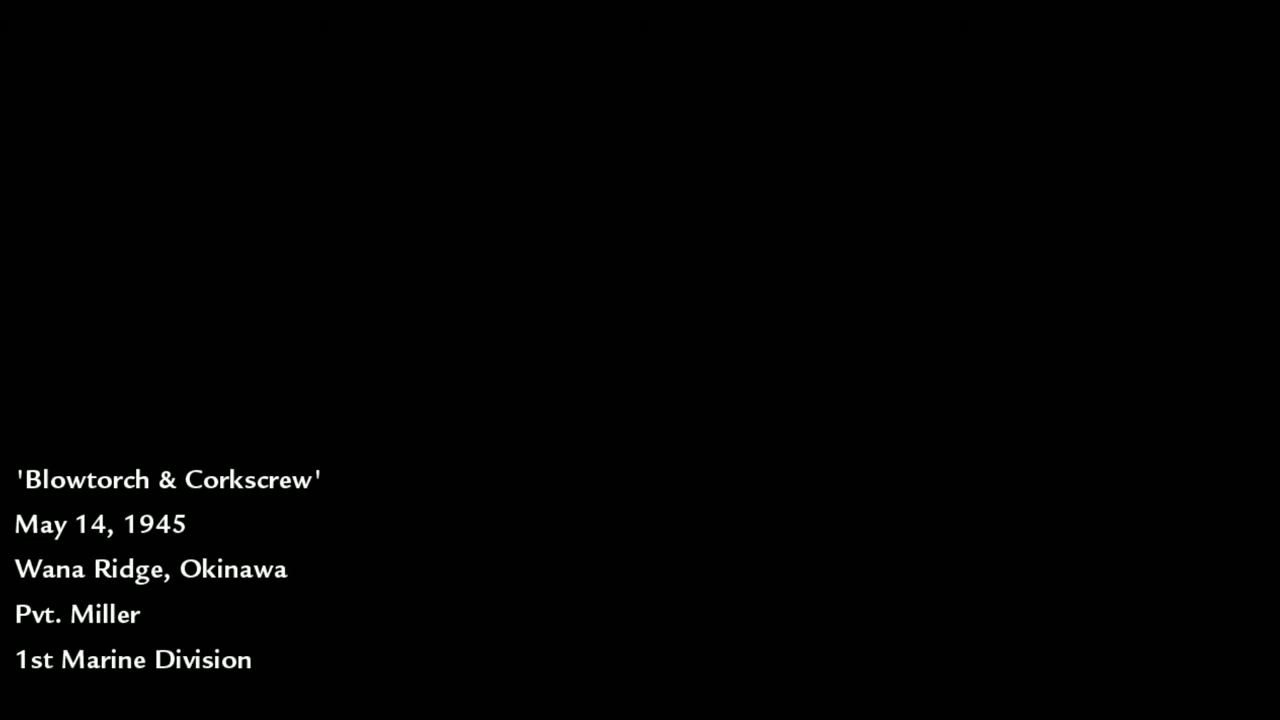 'Blowtorch & Corkscrew'
May 14, 1945
Wana Ridge, Okinawa
Pvt. Miller
1st Marine Division